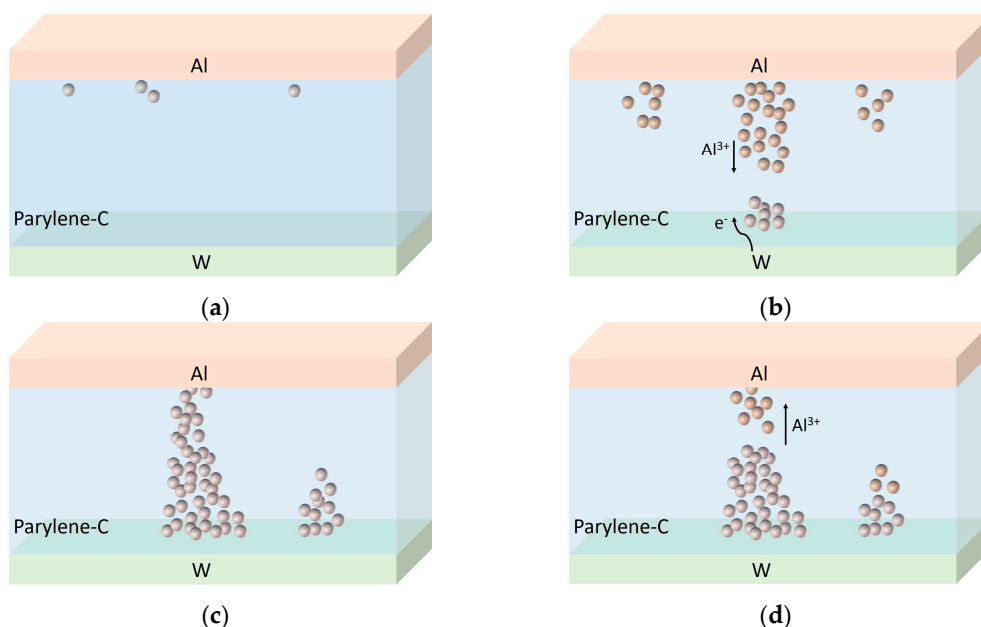 Al
Parylene-C
W
(a)
Al
Al³⁺
Parylene-C
e⁻
W
(b)
Al
Parylene-C
W
(c)
Al
Al³⁺
Parylene-C
W
(d)